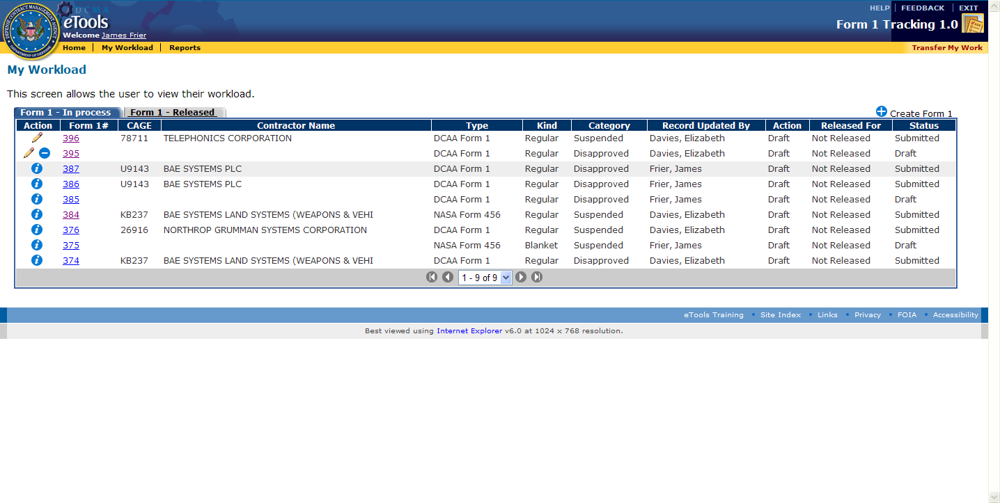 HELP | FEEDBACK | EXIT
DCMA
eTools
Form 1 Tracking 1.0
Welcome James Frier
DEFENSE CONTRACT MANAGEMENT AGENCY
DEPARTMENT OF DEFENSE
Home | My Workload | Reports Transfer My Work
My Workload
This screen allows the user to view their workload.
Form 1 - In process Form 1 - Released Create Form 1
Action Form 1# CAGE Contractor Name Type Kind Category Record Updated By Action Released For Status
396 78711 TELEPHONICS CORPORATION DCAA Form 1 Regular Suspended Davies, Elizabeth Draft Not Released Submitted
395 DCAA Form 1 Regular Disapproved Davies, Elizabeth Draft Not Released Draft
387 U9143 BAE SYSTEMS PLC DCAA Form 1 Regular Disapproved Frier, James Draft Not Released Submitted
386 U9143 BAE SYSTEMS PLC DCAA Form 1 Regular Disapproved Frier, James Draft Not Released Submitted
385 DCAA Form 1 Regular Disapproved Frier, James Draft Not Released Draft
384 KB237 BAE SYSTEMS LAND SYSTEMS (WEAPONS & VEHI NASA Form 456 Regular Suspended Davies, Elizabeth Draft Not Released Submitted
376 26916 NORTHROP GRUMMAN SYSTEMS CORPORATION DCAA Form 1 Regular Suspended Davies, Elizabeth Draft Not Released Submitted
375 NASA Form 456 Blanket Suspended Frier, James Draft Not Released Draft
374 KB237 BAE SYSTEMS LAND SYSTEMS (WEAPONS & VEHI DCAA Form 1 Regular Disapproved Davies, Elizabeth Draft Not Released Submitted
1 - 9 of 9
eTools Training • Site Index • Links • Privacy • FOIA • Accessibility
Best viewed using Internet Explorer v6.0 at 1024 x 768 resolution.